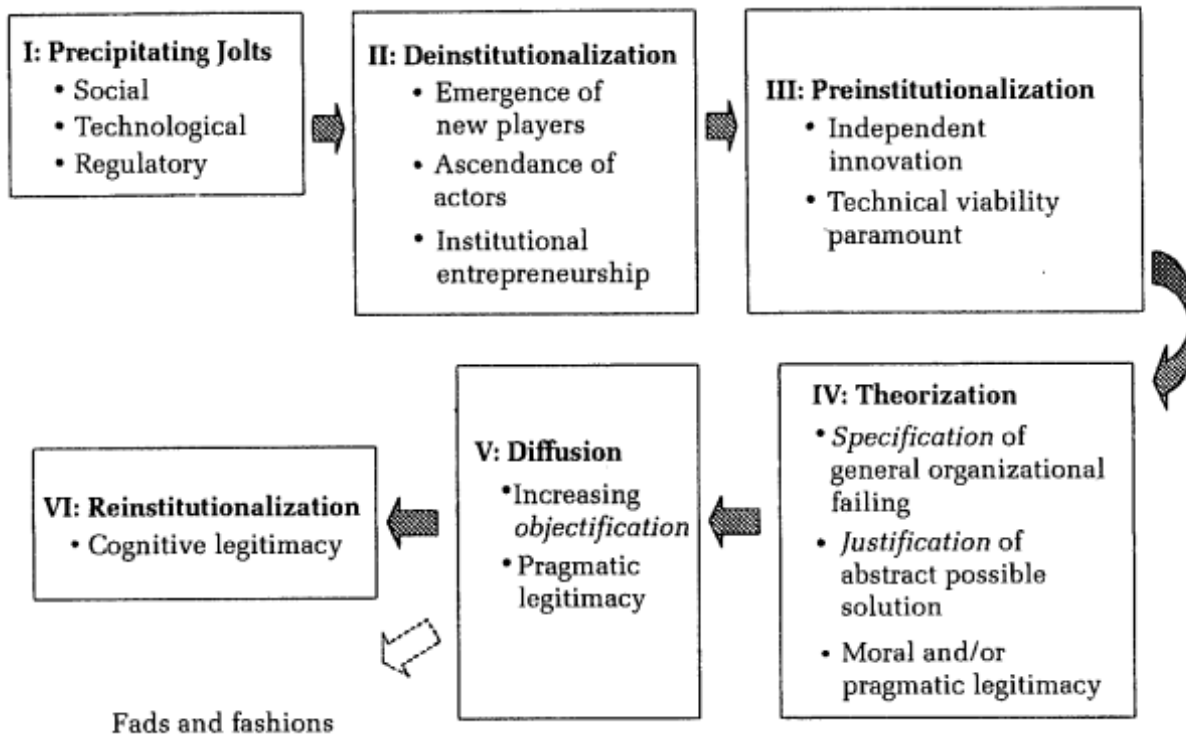 I: Precipitating Jolts
• Social
• Technological
• Regulatory
II: Deinstitutionalization
• Emergence of
new players
• Ascendance of
actors
• Institutional
entrepreneurship
III: Preinstitutionalization
• Independent
innovation
• Technical viability
paramount
IV: Theorization
• Specification of
general organizational
failing
• Justification of
abstract possible
solution
• Moral and/or
pragmatic legitimacy
V: Diffusion
• Increasing
objectification
• Pragmatic
legitimacy
VI: Reinstitutionalization
• Cognitive legitimacy
Fads and fashions